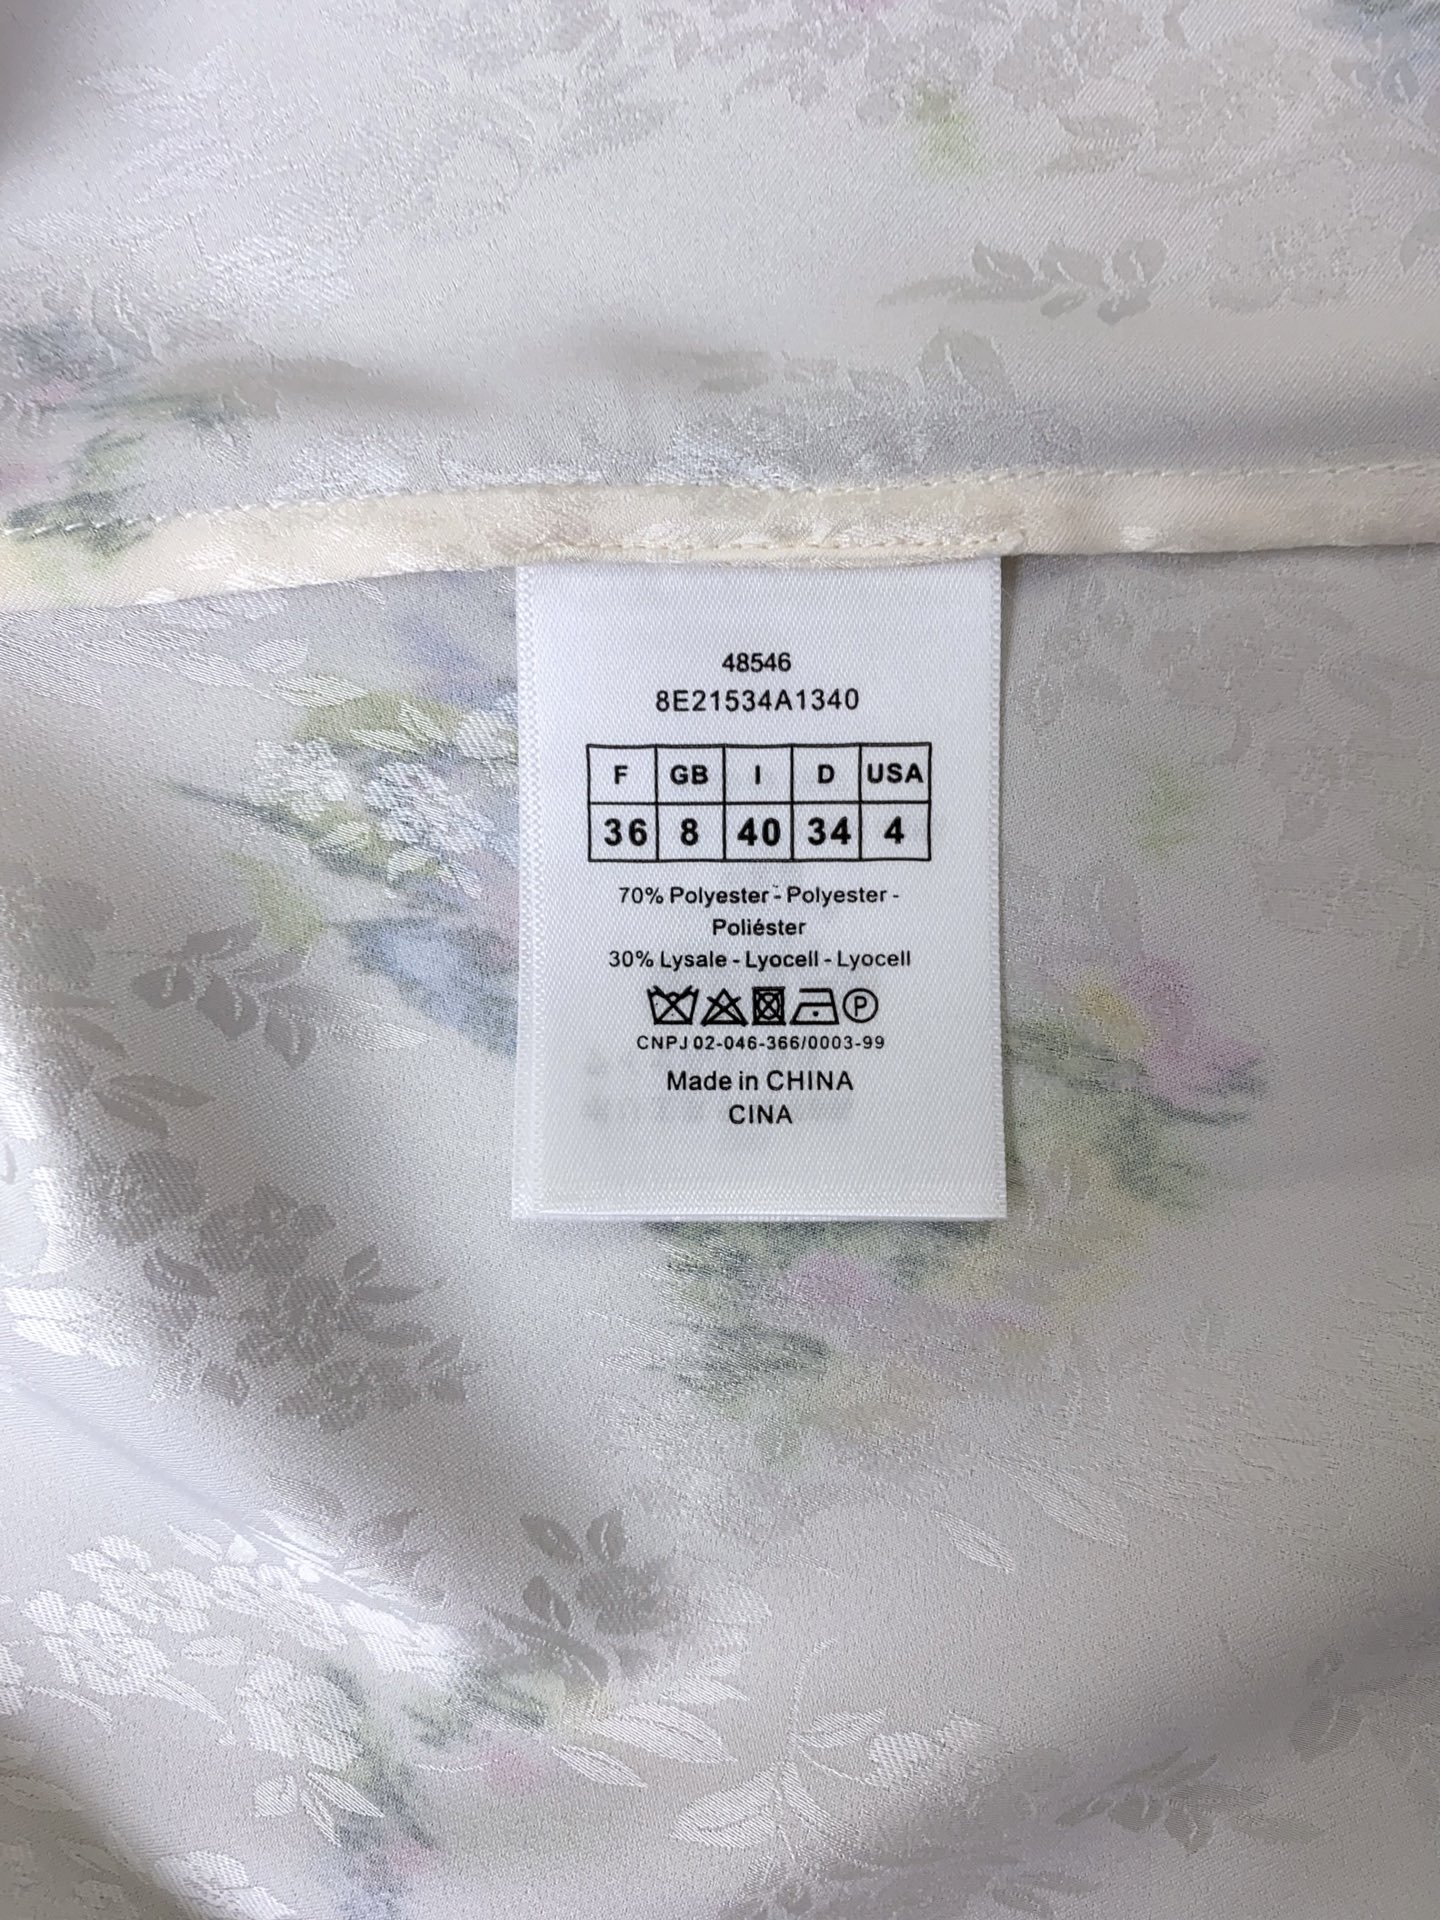 48546
8E21534A1340
F GB I D USA
36 8 40 34 4
70% Polyester - Polyester -
Poliéster
30% Lysale - Lyocell - Lyocell
P
CNPJ 02-046-366/0003-99
Made in CHINA
CINA